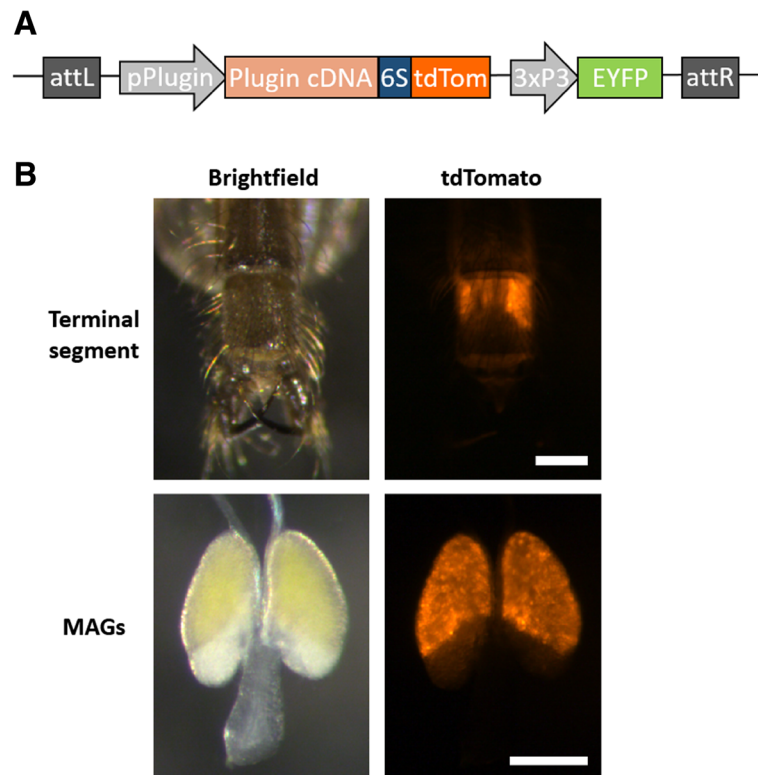 A
attL pPlugin Plugin cDNA 6S tdTom 3xP3 EYFP attR
B
Brightfield tdTomato
Terminal
segment
MAGs